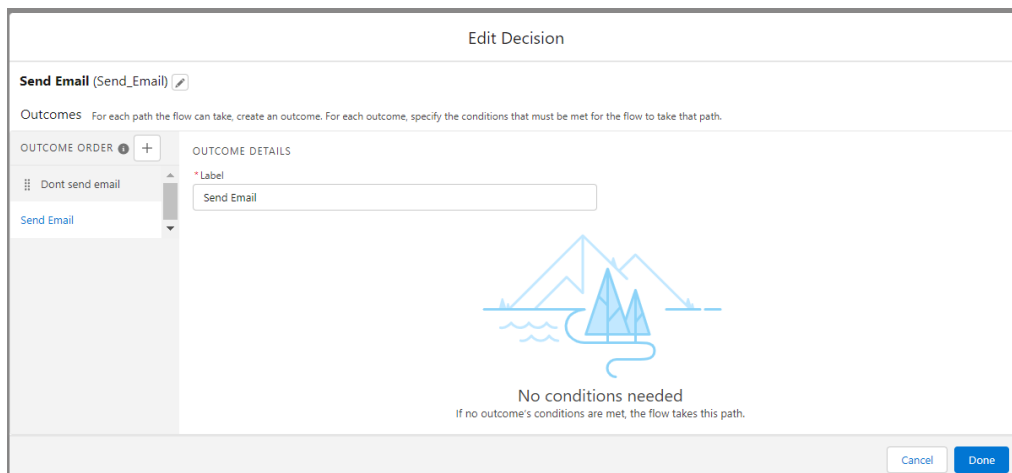 Edit Decision
Send Email (Send_Email)
Outcomes For each path the flow can take, create an outcome. For each outcome, specify the conditions that must be met for the flow to take that path.
OUTCOME ORDER
OUTCOME DETAILS
Dont send email
Send Email
* Label
Send Email
No conditions needed
If no outcome's conditions are met, the flow takes this path.
Cancel
Done